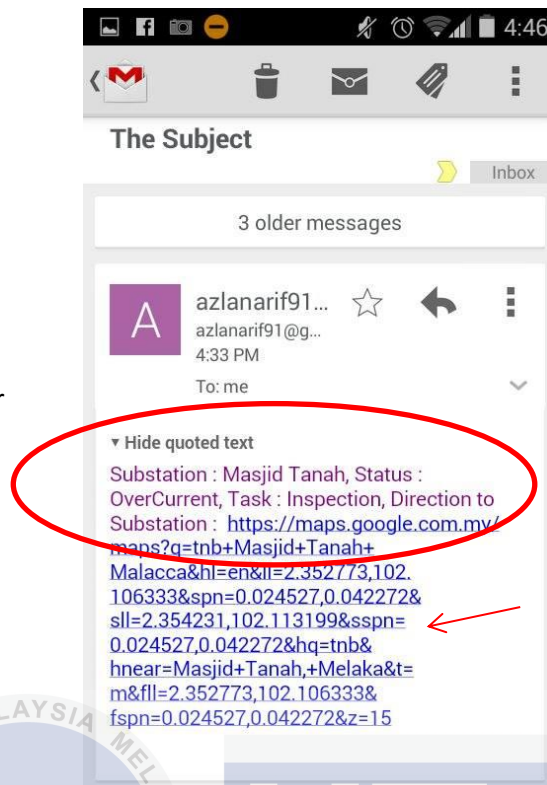 4:46
The Subject
Inbox
3 older messages
A
azlanarif91...
azlanarif91@g...
4:33 PM
To: me
r
▾ Hide quoted text
Substation : Masjid Tanah, Status :
OverCurrent, Task : Inspection, Direction to
Substation : https://maps.google.com.my/
maps?q=tnb+Masjid+Tanah+
Malacca&hl=en&ll=2.352773,102.
106333&spn=0.024527,0.042272&
sll=2.354231,102.113199&sspn=
0.024527,0.042272&hq=tnb&
hnear=Masjid+Tanah,+Melaka&t=
m&fll=2.352773,102.106333&
fspn=0.024527,0.042272&z=15
LAYSIA MEL